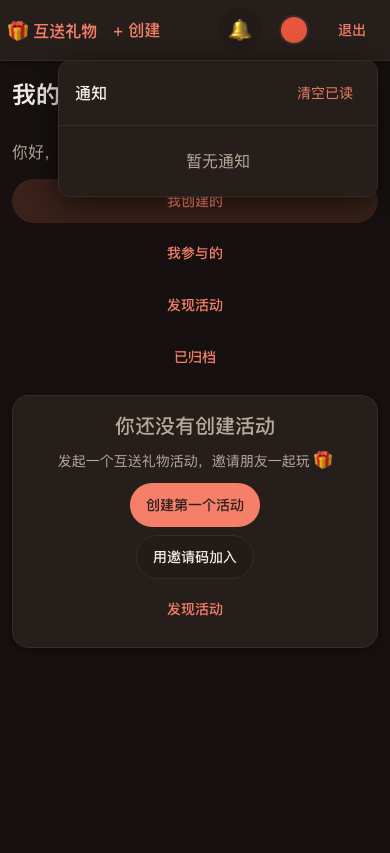 🎁 互送礼物 + 创建 🔔 退出
我的
通知 清空已读
你好,
暂无通知
我创建的
我参与的
发现活动
已归档
你还没有创建活动
发起一个互送礼物活动，邀请朋友一起玩 🎁
创建第一个活动
用邀请码加入
发现活动